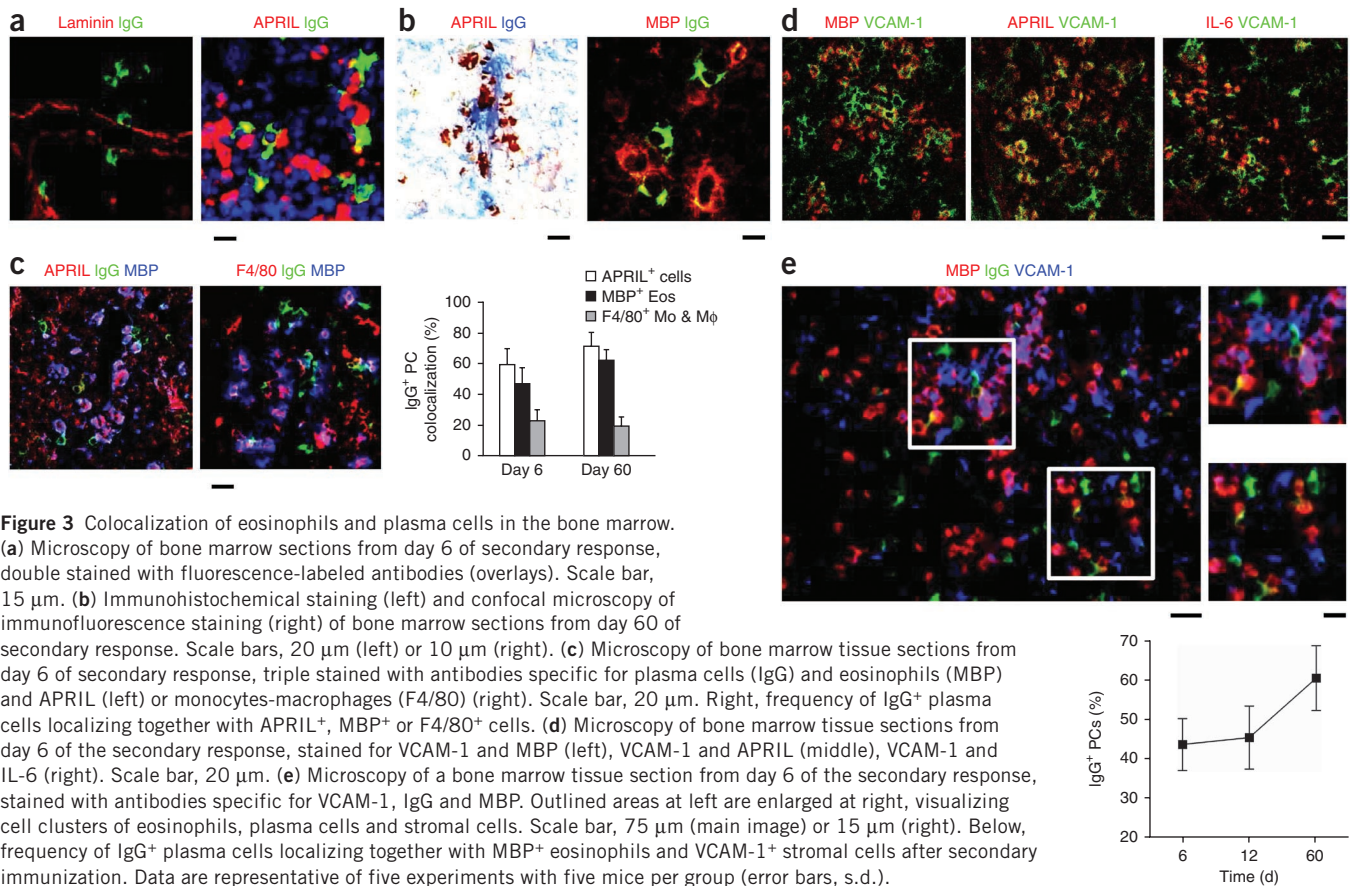 a
Laminin IgG
APRIL IgG
b
APRIL IgG
MBP IgG
d
MBP VCAM-1
APRIL VCAM-1
IL-6 VCAM-1
c
APRIL IgG MBP
F4/80 IgG MBP
APRIL⁺ cells
MBP⁺ Eos
F4/80⁺ Mo & Mϕ
100
80
60
40
20
0
IgG⁺ PC
colocalization (%)
Day 6
Day 60
e
MBP IgG VCAM-1
70
60
50
40
30
20
IgG⁺ PCs (%)
6
12
60
Time (d)
Figure 3 Colocalization of eosinophils and plasma cells in the bone marrow.
(a) Microscopy of bone marrow sections from day 6 of secondary response,
double stained with fluorescence-labeled antibodies (overlays). Scale bar,
15 μm. (b) Immunohistochemical staining (left) and confocal microscopy of
immunofluorescence staining (right) of bone marrow sections from day 60 of
secondary response. Scale bars, 20 μm (left) or 10 μm (right). (c) Microscopy of bone marrow tissue sections from
day 6 of secondary response, triple stained with antibodies specific for plasma cells (IgG) and eosinophils (MBP)
and APRIL (left) or monocytes-macrophages (F4/80) (right). Scale bar, 20 μm. Right, frequency of IgG⁺ plasma
cells localizing together with APRIL⁺, MBP⁺ or F4/80⁺ cells. (d) Microscopy of bone marrow tissue sections from
day 6 of the secondary response, stained for VCAM-1 and MBP (left), VCAM-1 and APRIL (middle), VCAM-1 and
IL-6 (right). Scale bar, 20 μm. (e) Microscopy of a bone marrow tissue section from day 6 of the secondary response,
stained with antibodies specific for VCAM-1, IgG and MBP. Outlined areas at left are enlarged at right, visualizing
cell clusters of eosinophils, plasma cells and stromal cells. Scale bar, 75 μm (main image) or 15 μm (right). Below,
frequency of IgG⁺ plasma cells localizing together with MBP⁺ eosinophils and VCAM-1⁺ stromal cells after secondary
immunization. Data are representative of five experiments with five mice per group (error bars, s.d.).